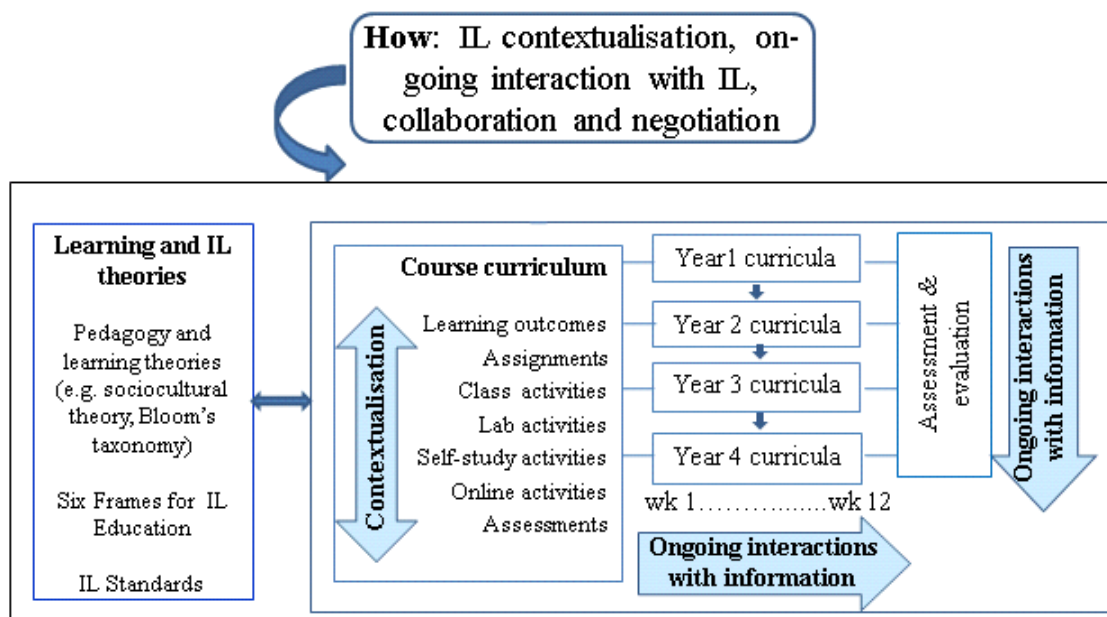 How: IL contextualisation, on-
going interaction with IL,
collaboration and negotiation
Learning and IL
theories
Pedagogy and
learning theories
(e.g. sociocultural
theory, Bloom's
taxonomy)
Six Frames for IL
Education
IL Standards
Contextualisation
Course curriculum
Learning outcomes
Assignments
Class activities
Lab activities
Self-study activities
Online activities
Assessments
Year1 curricula
Year 2 curricula
Year 3 curricula
Year 4 curricula
wk 1................wk 12
Assessment &
evaluation
Ongoing interactions
with information
Ongoing interactions
with information